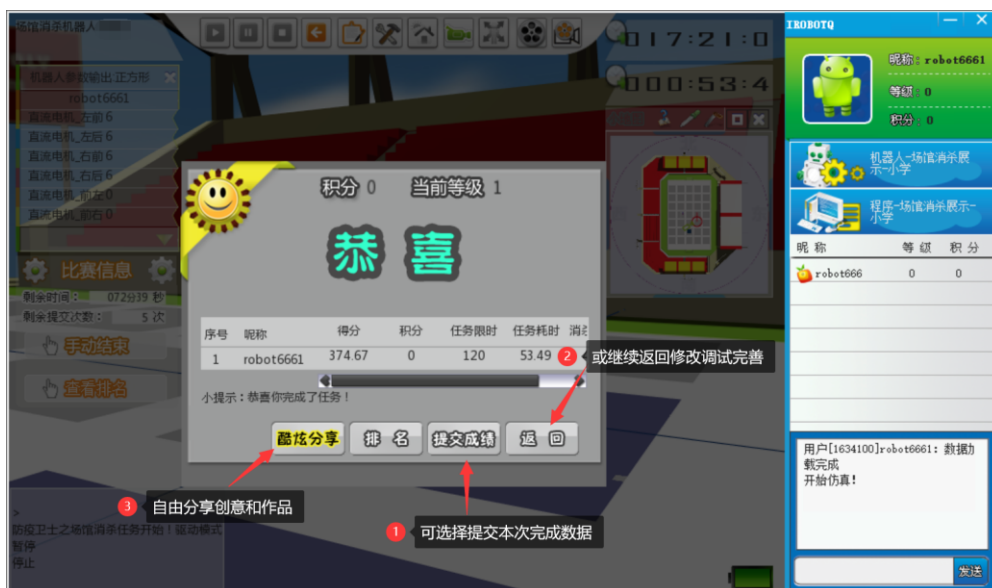 场馆消杀机器人
机器人参数输出 正方形
robot6661
直流电机_左前 6
直流电机_左后 6
直流电机_右前 6
直流电机_右后 6
直流电机_前左 0
直流电机_前右 0
比赛信息
剩余时间： 072分39 秒
剩余提交次数： 5 次
手动结束
查看排名
017:21:0
000:53:4
积分 0 当前等级 1
恭喜
序号 昵称 得分 积分 任务限时 任务耗时
1 robot6661 374.67 0 120 53.49
小提示：恭喜你完成了任务！
酷炫分享 排 名 提交成绩 返 回
2 或继续返回修改调试完善
3 自由分享创意和作品
1 可选择提交本次完成数据
>
防疫卫士之场馆消杀任务开始！驱动模式
暂停
停止
IROBOTQ
昵称：robot6661
等级：0
积分：0
机器人-场馆消杀展
示-小学
程序-场馆消杀展示-
小学
昵 称 等 级 积 分
robot666 0 0
用户[1634100]robot6661: 数据加
载完成
开始仿真!
发送